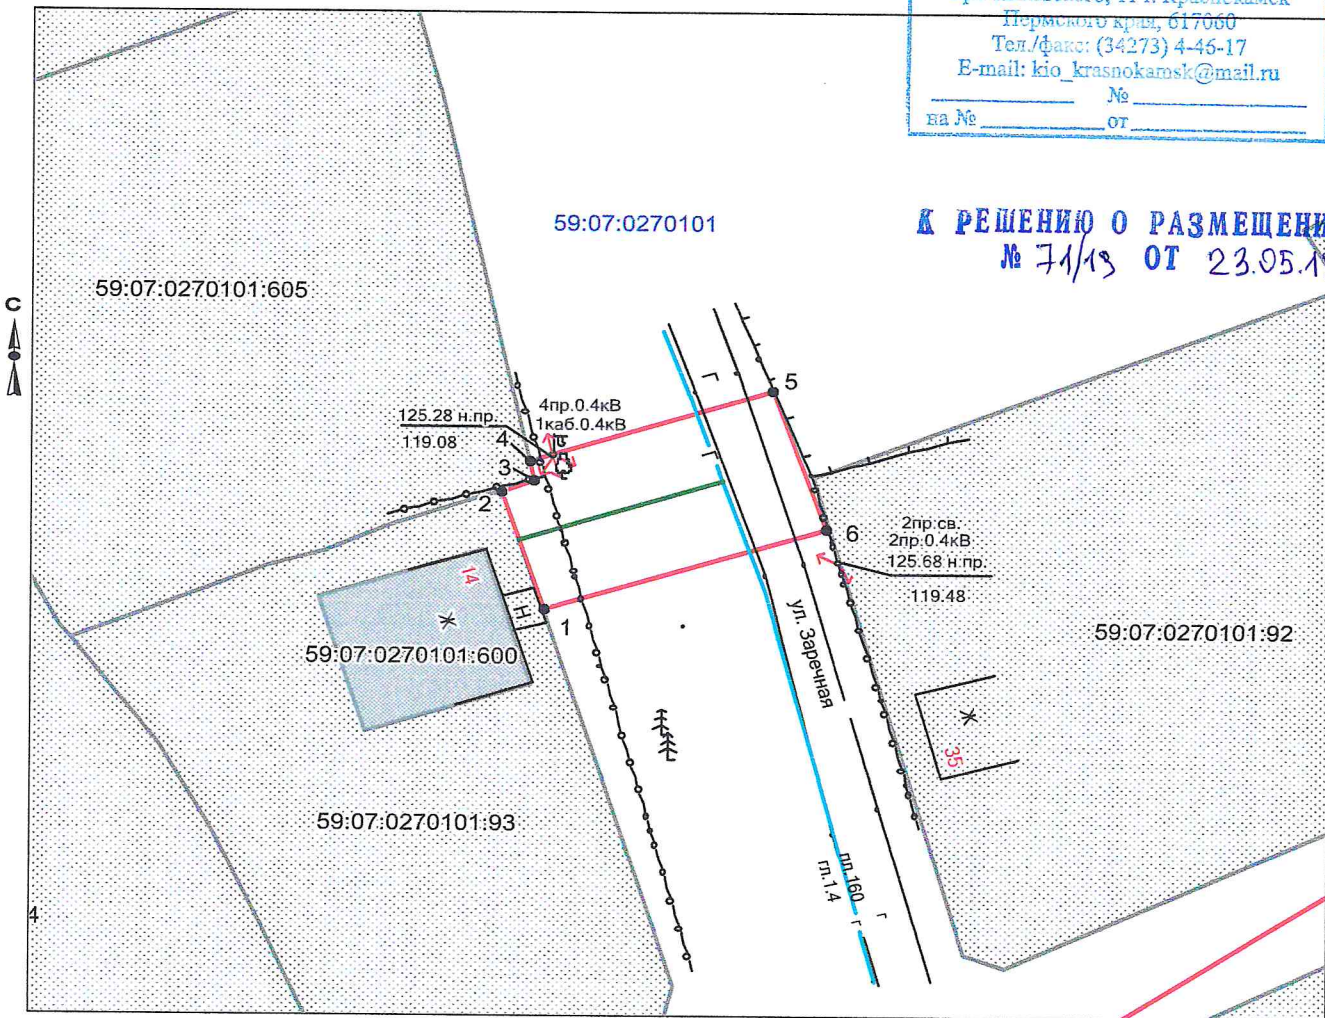 г. Краснокамск
Пермского края, 617060
Тел./факс: (34273) 4-46-17
E-mail: kio_krasnokamsk@mail.ru
№
на № от
К РЕШЕНИЮ О РАЗМЕЩЕНИ
№ 71/19 ОТ 23.05.1
59:07:0270101
59:07:0270101:605
С
5
4пр.0.4кВ
1каб.0.4кВ
125.28 н.пр.
119.08
4
3
2
Г
Г
6
2пр.св.
2пр.0.4кВ
125.68 н.пр.
119.48
14
Ж
Н
1
59:07:0270101:600
ул. Заречная
59:07:0270101:92
Ж
35
59:07:0270101:93
пл.160
гл.1.4
Г
Г
4